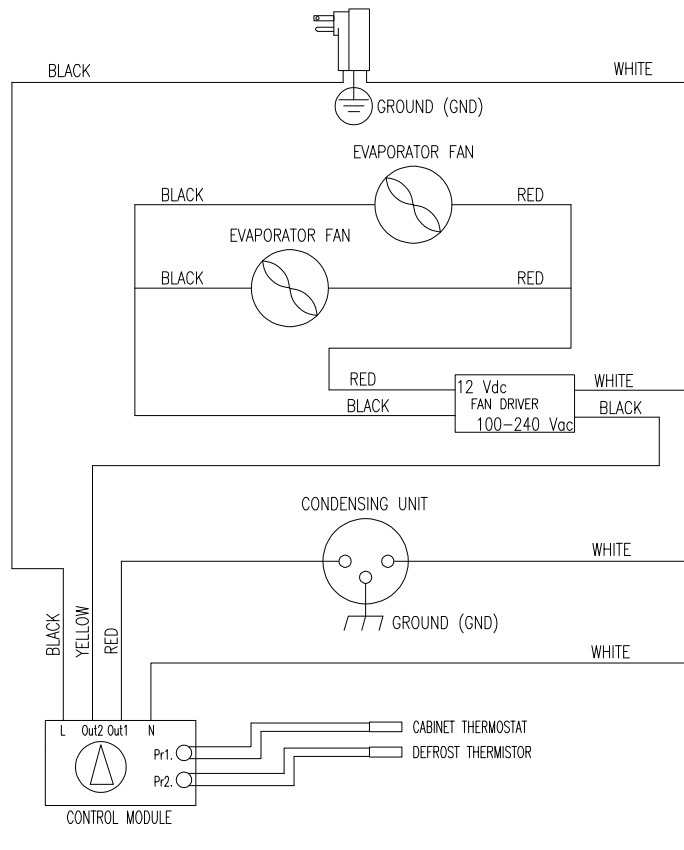 BLACK
WHITE
GROUND (GND)
EVAPORATOR FAN
BLACK
RED
EVAPORATOR FAN
BLACK
RED
RED
12 Vdc
WHITE
BLACK
FAN DRIVER
BLACK
100-240 Vac
CONDENSING UNIT
WHITE
BLACK
YELLOW
RED
GROUND (GND)
WHITE
L
Out2
Out1
N
CABINET THERMOSTAT
Pr1.
DEFROST THERMISTOR
Pr2.
CONTROL MODULE